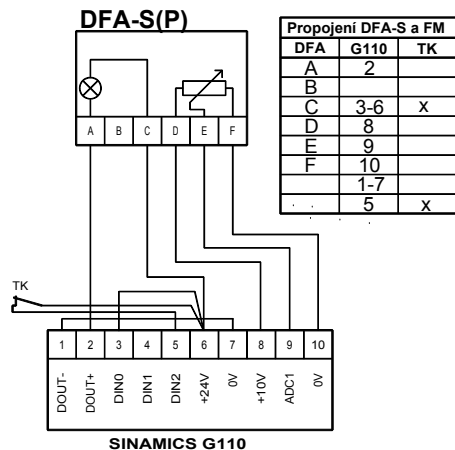 DFA-S(P)
A B C D E F
Propojení DFA-S a FM
DFA G110 TK
A 2
B
C 3-6 x
D 8
E 9
F 10
1-7
5 x
TK
1 2 3 4 5 6 7 8 9 10
DOUT- DOUT+ DIN0 DIN1 DIN2 +24V 0V +10V ADC1 0V
SINAMICS G110